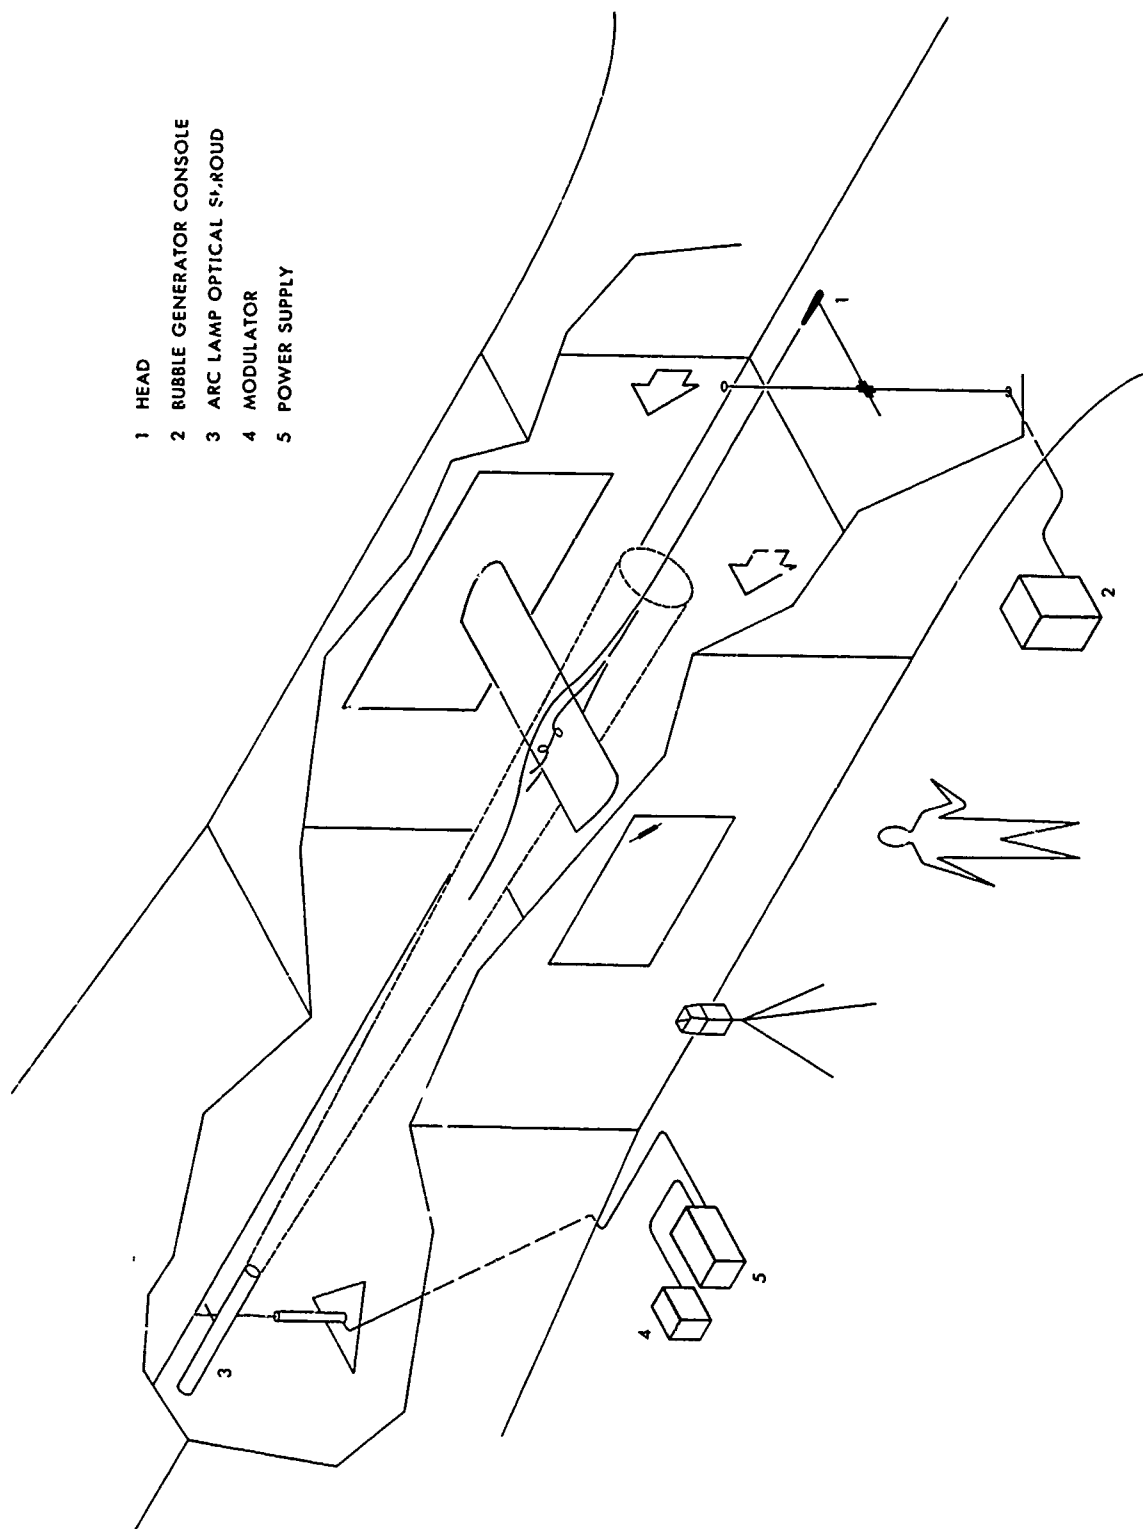 1 HEAD
2 BUBBLE GENERATOR CONSOLE
3 ARC LAMP OPTICAL SHROUD
4 MODULATOR
5 POWER SUPPLY
1
2
3
4
5